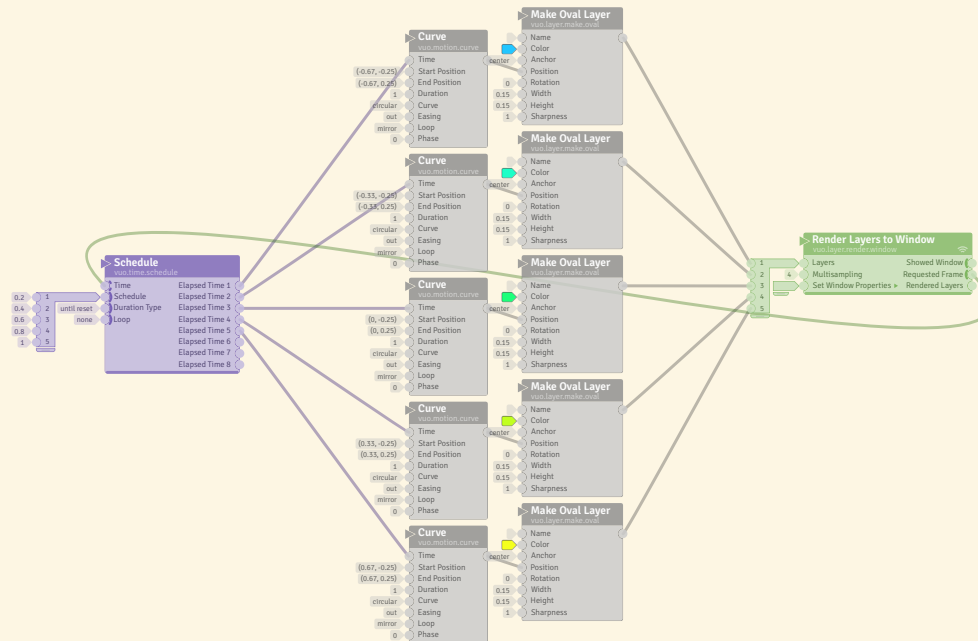 Schedule
vuo.time.schedule
Time Elapsed Time 1
Schedule Elapsed Time 2
until reset Duration Type Elapsed Time 3
none Loop Elapsed Time 4
Elapsed Time 5
Elapsed Time 6
Elapsed Time 7
Elapsed Time 8
0.2 1
0.4 2
0.6 3
0.8 4
1 5
Curve
vuo.motion.curve
Time
(-0.67, -0.25) Start Position
(-0.67, 0.25) End Position
1 Duration
circular Curve
out Easing
mirror Loop
0 Phase
Make Oval Layer
vuo.layer.make.oval
Name
Color
center Anchor
Position
0 Rotation
0.15 Width
0.15 Height
1 Sharpness
Curve
vuo.motion.curve
Time
(-0.33, -0.25) Start Position
(-0.33, 0.25) End Position
1 Duration
circular Curve
out Easing
mirror Loop
0 Phase
Make Oval Layer
vuo.layer.make.oval
Name
Color
center Anchor
Position
0 Rotation
0.15 Width
0.15 Height
1 Sharpness
Curve
vuo.motion.curve
Time
(0, -0.25) Start Position
(0, 0.25) End Position
1 Duration
circular Curve
out Easing
mirror Loop
0 Phase
Make Oval Layer
vuo.layer.make.oval
Name
Color
center Anchor
Position
0 Rotation
0.15 Width
0.15 Height
1 Sharpness
Curve
vuo.motion.curve
Time
(0.33, -0.25) Start Position
(0.33, 0.25) End Position
1 Duration
circular Curve
out Easing
mirror Loop
0 Phase
Make Oval Layer
vuo.layer.make.oval
Name
Color
center Anchor
Position
0 Rotation
0.15 Width
0.15 Height
1 Sharpness
Curve
vuo.motion.curve
Time
(0.67, -0.25) Start Position
(0.67, 0.25) End Position
1 Duration
circular Curve
out Easing
mirror Loop
0 Phase
Make Oval Layer
vuo.layer.make.oval
Name
Color
center Anchor
Position
0 Rotation
0.15 Width
0.15 Height
1 Sharpness
1
2
3
4
5
Render Layers to Window
vuo.layer.render.window
Layers Showed Window
4 Multisampling Requested Frame
Set Window Properties » Rendered Layers